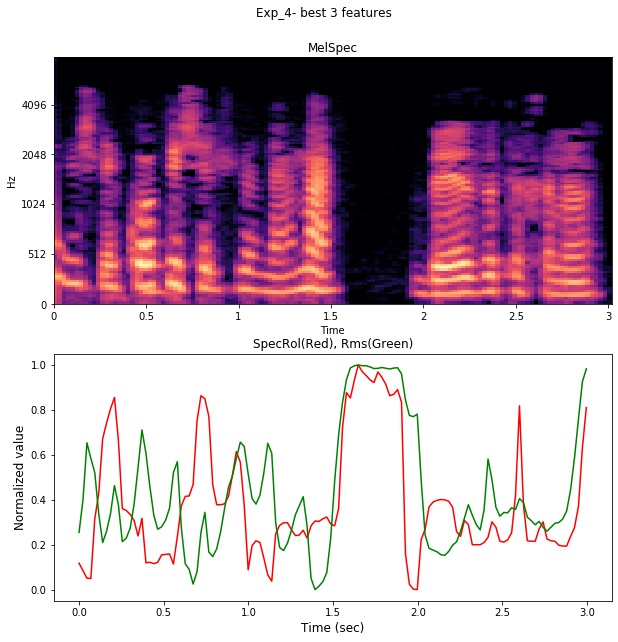 Exp_4- best 3 features
MelSpec
Hz
4096
2048
1024
512
0
0 0.5 1 1.5 2 2.5 3
Time
SpecRol(Red), Rms(Green)
Normalized value
1.0
0.8
0.6
0.4
0.2
0.0
0.0 0.5 1.0 1.5 2.0 2.5 3.0
Time (sec)